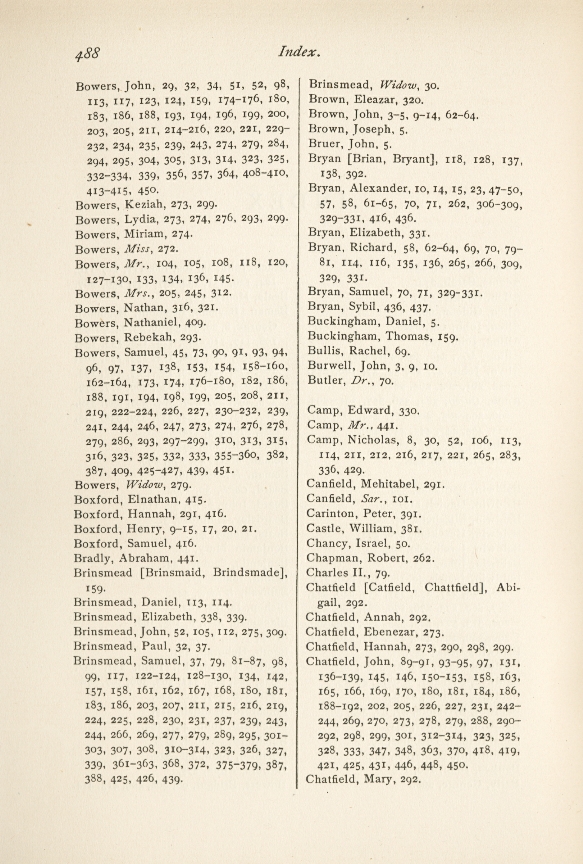 488
Index.
Bowers, John, 29, 32, 34, 51, 52, 98,
113, 117, 123, 124, 159, 174–176, 180,
183, 186, 188, 193, 194, 196, 199, 200,
203, 205, 211, 214–216, 220, 221, 229–
232, 234, 235, 239, 243, 274, 279, 284,
294, 295, 304, 305, 313, 314, 323, 325,
332–334, 339, 356, 357, 364, 408–410,
413–415, 450.
Bowers, Keziah, 273, 299.
Bowers, Lydia, 273, 274, 276, 293, 299.
Bowers, Miriam, 274.
Bowers, Miss, 272.
Bowers, Mr., 104, 105, 108, 118, 120,
127–130, 133, 134, 136, 145.
Bowers, Mrs., 205, 245, 312.
Bowers, Nathan, 316, 321.
Bowers, Nathaniel, 409.
Bowers, Rebekah, 293.
Bowers, Samuel, 45, 73, 90, 91, 93, 94,
96, 97, 137, 138, 153, 154, 158–160,
162–164, 173, 174, 176–180, 182, 186,
188, 191, 194, 198, 199, 205, 208, 211,
219, 222–224, 226, 227, 230–232, 239,
241, 244, 246, 247, 273, 274, 276, 278,
279, 286, 293, 297–299, 310, 313, 315,
316, 323, 325, 332, 333, 355–360, 382,
387, 409, 425–427, 439, 451.
Bowers, Widow, 279.
Boxford, Elnathan, 415.
Boxford, Hannah, 291, 416.
Boxford, Henry, 9–15, 17, 20, 21.
Boxford, Samuel, 416.
Bradly, Abraham, 441.
Brinsmead [Brinsmaid, Brindsmade],
159.
Brinsmead, Daniel, 113, 114.
Brinsmead, Elizabeth, 338, 339.
Brinsmead, John, 52, 105, 112, 275, 309.
Brinsmead, Paul, 32, 37.
Brinsmead, Samuel, 37, 79, 81–87, 98,
99, 117, 122–124, 128–130, 134, 142,
157, 158, 161, 162, 167, 168, 180, 181,
183, 186, 203, 207, 211, 215, 216, 219,
224, 225, 228, 230, 231, 237, 239, 243,
244, 266, 269, 277, 279, 289, 295, 301–
303, 307, 308, 310–314, 323, 326, 327,
339, 361–363, 368, 372, 375–379, 387,
388, 425, 426, 439.
Brinsmead, Widow, 30.
Brown, Eleazar, 320.
Brown, John, 3–5, 9–14, 62–64.
Brown, Joseph, 5.
Bruer, John, 5.
Bryan [Brian, Bryant], 118, 128, 137,
138, 392.
Bryan, Alexander, 10, 14, 15, 23, 47–50,
57, 58, 61–65, 70, 71, 262, 306–309,
329–331, 416, 436.
Bryan, Elizabeth, 331.
Bryan, Richard, 58, 62–64, 69, 70, 79–
81, 114, 116, 135, 136, 265, 266, 309,
329, 331.
Bryan, Samuel, 70, 71, 329–331.
Bryan, Sybil, 436, 437.
Buckingham, Daniel, 5.
Buckingham, Thomas, 159.
Bullis, Rachel, 69.
Burwell, John, 3, 9, 10.
Butler, Dr., 70.
Camp, Edward, 330.
Camp, Mr., 441.
Camp, Nicholas, 8, 30, 52, 106, 113,
114, 211, 212, 216, 217, 221, 265, 283,
336, 429.
Canfield, Mehitabel, 291.
Canfield, Sar., 101.
Carinton, Peter, 391.
Castle, William, 381.
Chancy, Israel, 50.
Chapman, Robert, 262.
Charles II., 79.
Chatfield [Catfield, Chattfield], Abi-
gail, 292.
Chatfield, Annah, 292.
Chatfield, Ebenezar, 273.
Chatfield, Hannah, 273, 290, 298, 299.
Chatfield, John, 89–91, 93–95, 97, 131,
136–139, 145, 146, 150–153, 158, 163,
165, 166, 169, 170, 180, 181, 184, 186,
188–192, 202, 205, 226, 227, 231, 242–
244, 269, 270, 273, 278, 279, 288, 290–
292, 298, 299, 301, 312–314, 323, 325,
328, 333, 347, 348, 363, 370, 418, 419,
421, 425, 431, 446, 448, 450.
Chatfield, Mary, 292.